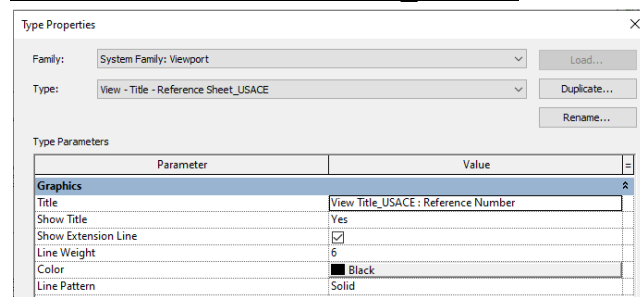 Type Properties
Family: System Family: Viewport Load...
Type: View - Title - Reference Sheet_USACE Duplicate...
Rename...
Type Parameters
Parameter Value =
Graphics
Title View Title_USACE : Reference Number
Show Title Yes
Show Extension Line
Line Weight 6
Color Black
Line Pattern Solid